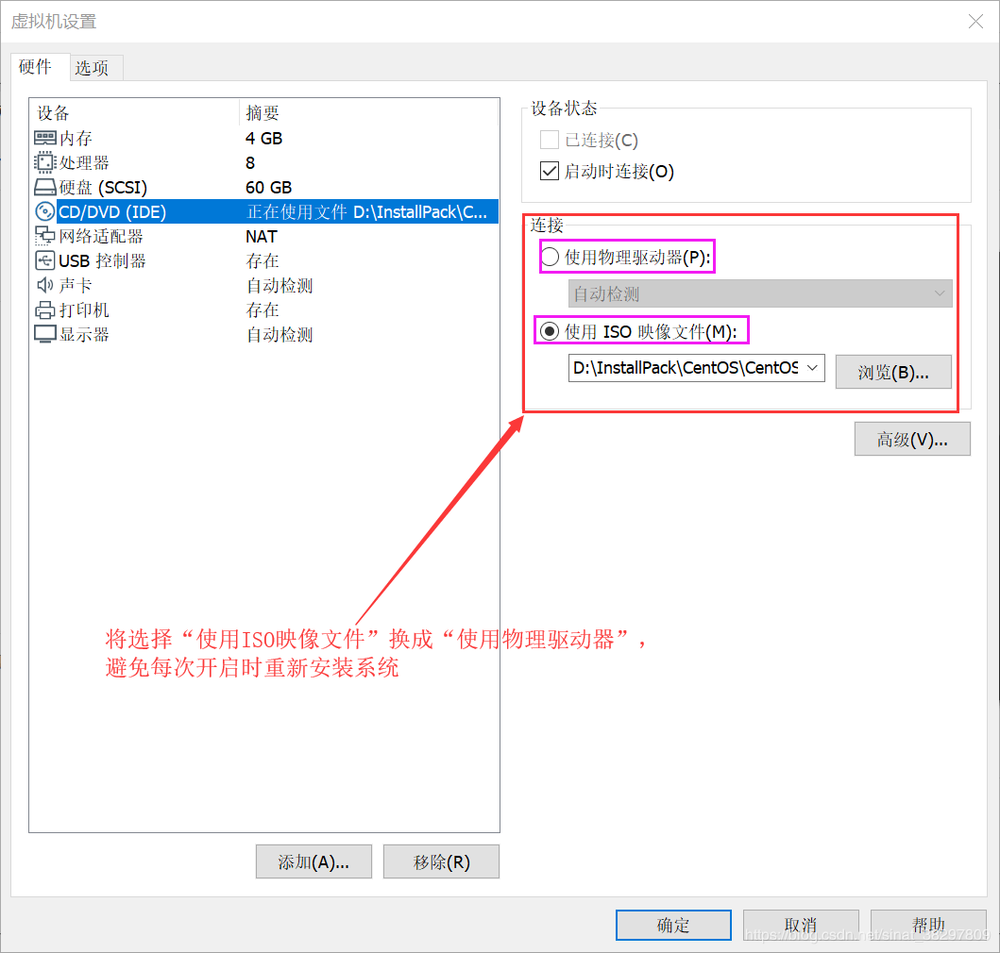 虚拟机设置
硬件 选项
设备 摘要
内存 4 GB
处理器 8
硬盘 (SCSI) 60 GB
CD/DVD (IDE) 正在使用文件 D:\InstallPack\C...
网络适配器 NAT
USB 控制器 存在
声卡 自动检测
打印机 存在
显示器 自动检测
设备状态
已连接(C)
启动时连接(O)
连接
使用物理驱动器(P):
自动检测
使用 ISO 映像文件(M):
D:\InstallPack\CentOS\CentOS
浏览(B)...
高级(V)...
将选择“使用ISO映像文件”换成“使用物理驱动器”，
避免每次开启时重新安装系统
添加(A)... 移除(R)
确定 取消 帮助
https://blog.csdn.net/sinat_38297809